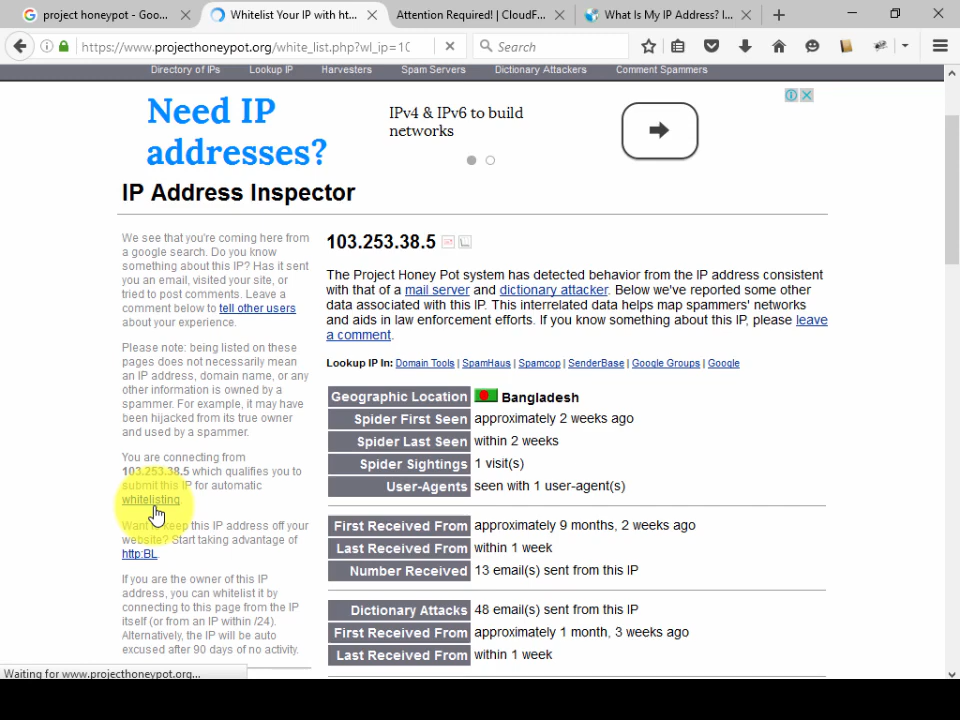 project honeypot - Goo...
Whitelist Your IP with ht...
Attention Required! | CloudF...
What Is My IP Address? I...
https://www.projecthoneypot.org/white_list.php?wl_ip=10
Search
Directory of IPs
Lookup IP
Harvesters
Spam Servers
Dictionary Attackers
Comment Spammers
Need IP
addresses?
IPv4 & IPv6 to build
networks
IP Address Inspector
We see that you're coming here from
a google search. Do you know
something about this IP? Has it sent
you an email, visited your site, or
tried to post comments. Leave a
comment below to tell other users
about your experience.
Please note: being listed on these
pages does not necessarily mean
an IP address, domain name, or any
other information is owned by a
spammer. For example, it may have
been hijacked from its true owner
and used by a spammer.
You are connecting from
103.253.38.5 which qualifies you to
submit this IP for automatic
whitelisting.
Want to keep this IP address off your
website? Start taking advantage of
http:BL.
If you are the owner of this IP
address, you can whitelist it by
connecting to this page from the IP
itself (or from an IP within /24).
Alternatively, the IP will be auto
excused after 90 days of no activity.
103.253.38.5
The Project Honey Pot system has detected behavior from the IP address consistent
with that of a mail server and dictionary attacker. Below we've reported some other
data associated with this IP. This interrelated data helps map spammers' networks
and aids in law enforcement efforts. If you know something about this IP, please leave
a comment.
Lookup IP In: Domain Tools | SpamHaus | Spamcop | SenderBase | Google Groups | Google
Geographic Location Bangladesh
Spider First Seen approximately 2 weeks ago
Spider Last Seen within 2 weeks
Spider Sightings 1 visit(s)
User-Agents seen with 1 user-agent(s)
First Received From approximately 9 months, 2 weeks ago
Last Received From within 1 week
Number Received 13 email(s) sent from this IP
Dictionary Attacks 48 email(s) sent from this IP
First Received From approximately 1 month, 3 weeks ago
Last Received From within 1 week
Waiting for www.projecthoneypot.org...